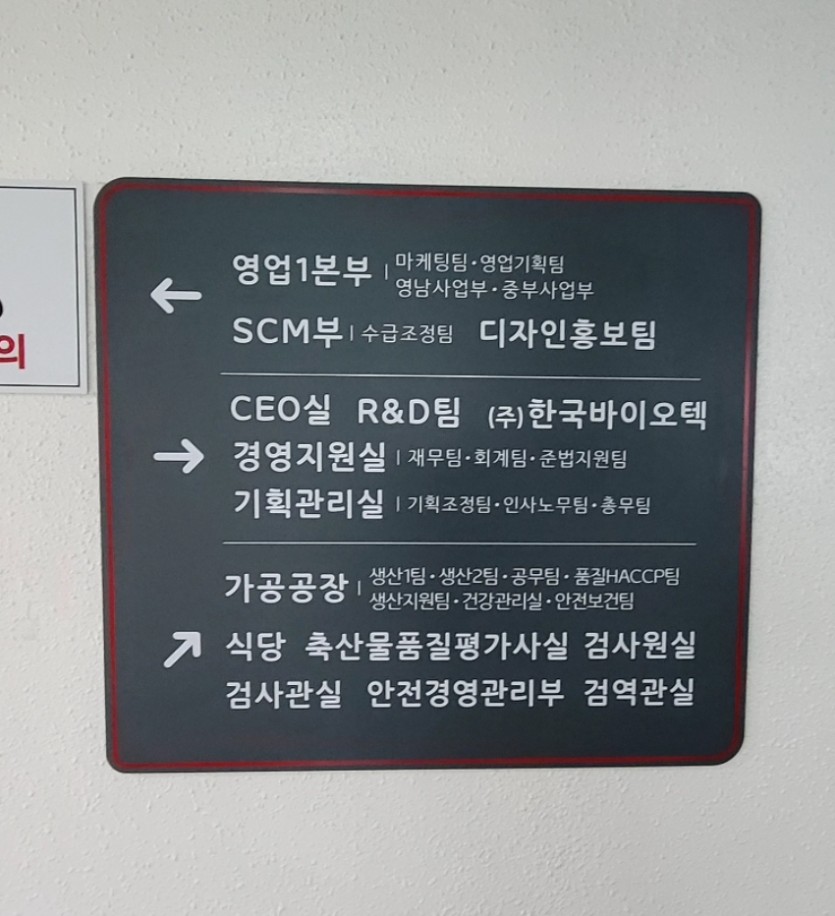 의
← 영업1본부 | 마케팅팀·영업기획팀
영남사업부·중부사업부
SCM부 | 수급조정팀 디자인홍보팀
CEO실 R&D팀 (주)한국바이오텍
→ 경영지원실 | 재무팀·회계팀·준법지원팀
기획관리실 | 기획조정팀·인사노무팀·총무팀
가공공장 | 생산1팀·생산2팀·공무팀·품질HACCP팀
생산지원팀·건강관리실·안전보건팀
↗ 식당 축산물품질평가사실 검사원실
검사관실 안전경영관리부 검역관실